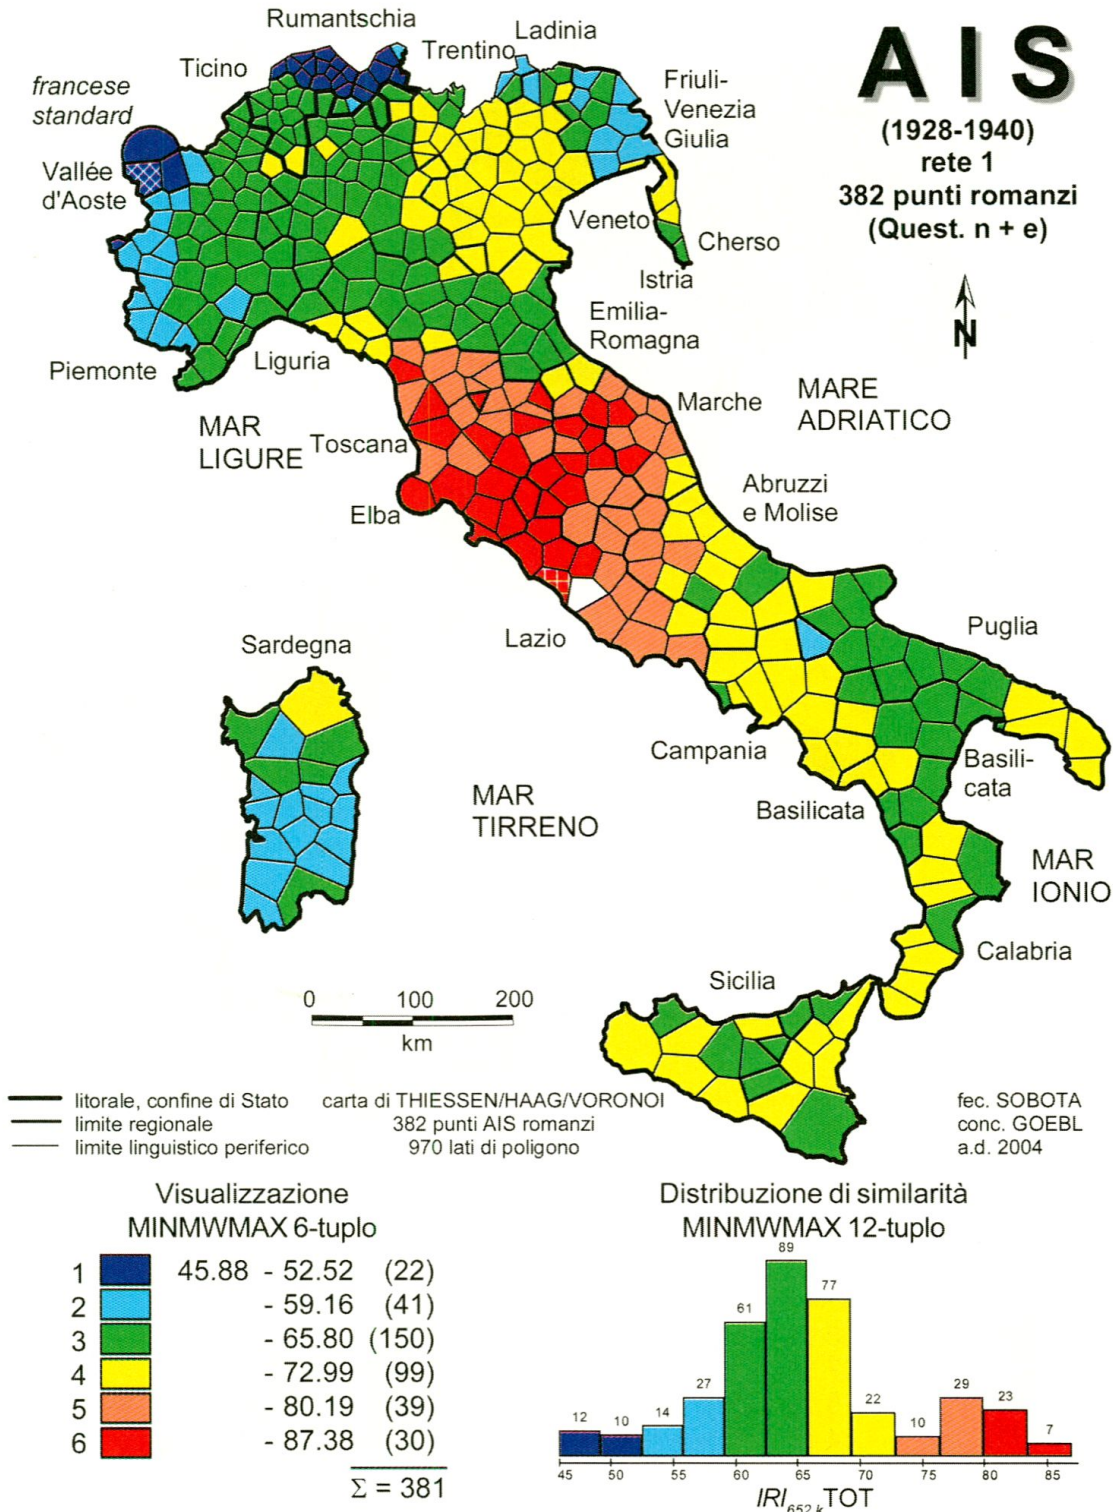 Rumantschia
Ladinia
Trentino
Ticino
francese
standard
Friuli-
Venezia
Giulia
Vallée
d'Aoste
Veneto
Cherso
Istria
Emilia-
Romagna
Piemonte
Liguria
AIS
(1928-1940)
rete 1
382 punti romanzi
(Quest. n + e)
N
MAR
LIGURE
Toscana
Marche
MARE
ADRIATICO
Elba
Abruzzi
e Molise
Lazio
Puglia
Sardegna
Campania
Basili-
cata
Basilicata
MAR
TIRRENO
MAR
IONIO
Calabria
Sicilia
0 100 200
km
litorale, confine di Stato
limite regionale
limite linguistico periferico
carta di THIESSEN/HAAG/VORONOI
382 punti AIS romanzi
970 lati di poligono
fec. SOBOTA
conc. GOEBL
a.d. 2004
Visualizzazione
MINMWMAX 6-tuplo
1 45.88 - 52.52 (22)
2 - 59.16 (41)
3 - 65.80 (150)
4 - 72.99 (99)
5 - 80.19 (39)
6 - 87.38 (30)
Σ = 381
Distribuzione di similarità
MINMWMAX 12-tuplo
12 10 14 27 61 89 77 22 10 29 23 7
45 50 55 60 65 70 75 80 85
IRI652,kTOT